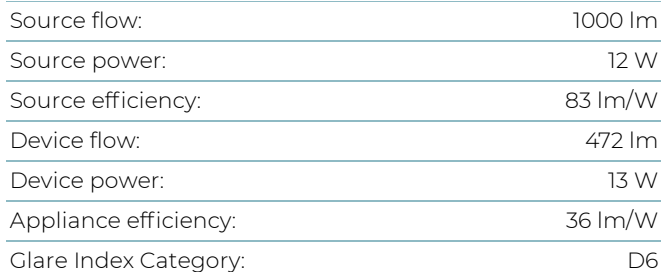 Source flow: 1000 lm
Source power: 12 W
Source efficiency: 83 lm/W
Device flow: 472 lm
Device power: 13 W
Appliance efficiency: 36 lm/W
Glare Index Category: D6